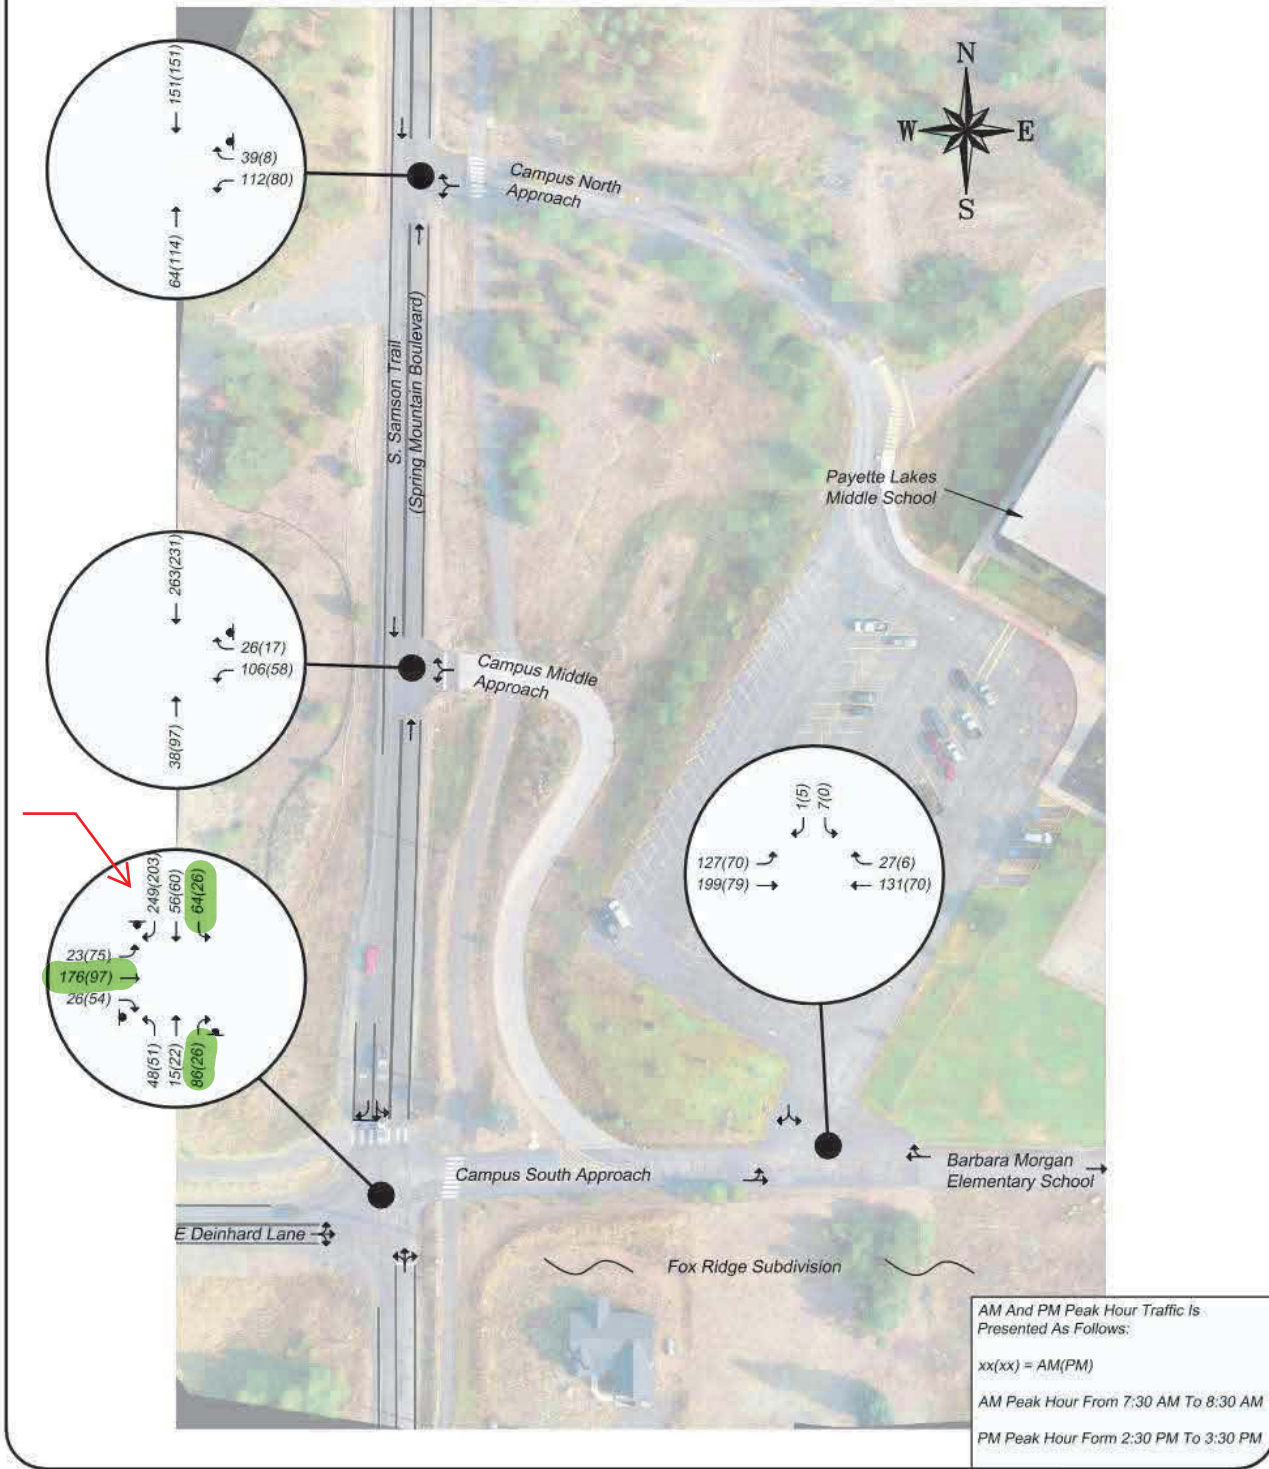 N
W E
S
151(151)
39(8)
112(80)
64(114)
Campus North
Approach
S. Samson Trail
(Spring Mountain Boulevard)
Payette Lakes
Middle School
263(231)
26(17)
106(58)
38(97)
Campus Middle
Approach
1(5)
7(0)
127(70)
27(6)
199(79)
131(70)
249(203)
56(60)
64(26)
23(75)
176(97)
26(54)
48(51)
15(22)
86(26)
Campus South Approach
Barbara Morgan
Elementary School
E Deinhard Lane
Fox Ridge Subdivision
AM And PM Peak Hour Traffic Is
Presented As Follows:
xx(xx) = AM(PM)
AM Peak Hour From 7:30 AM To 8:30 AM
PM Peak Hour Form 2:30 PM To 3:30 PM